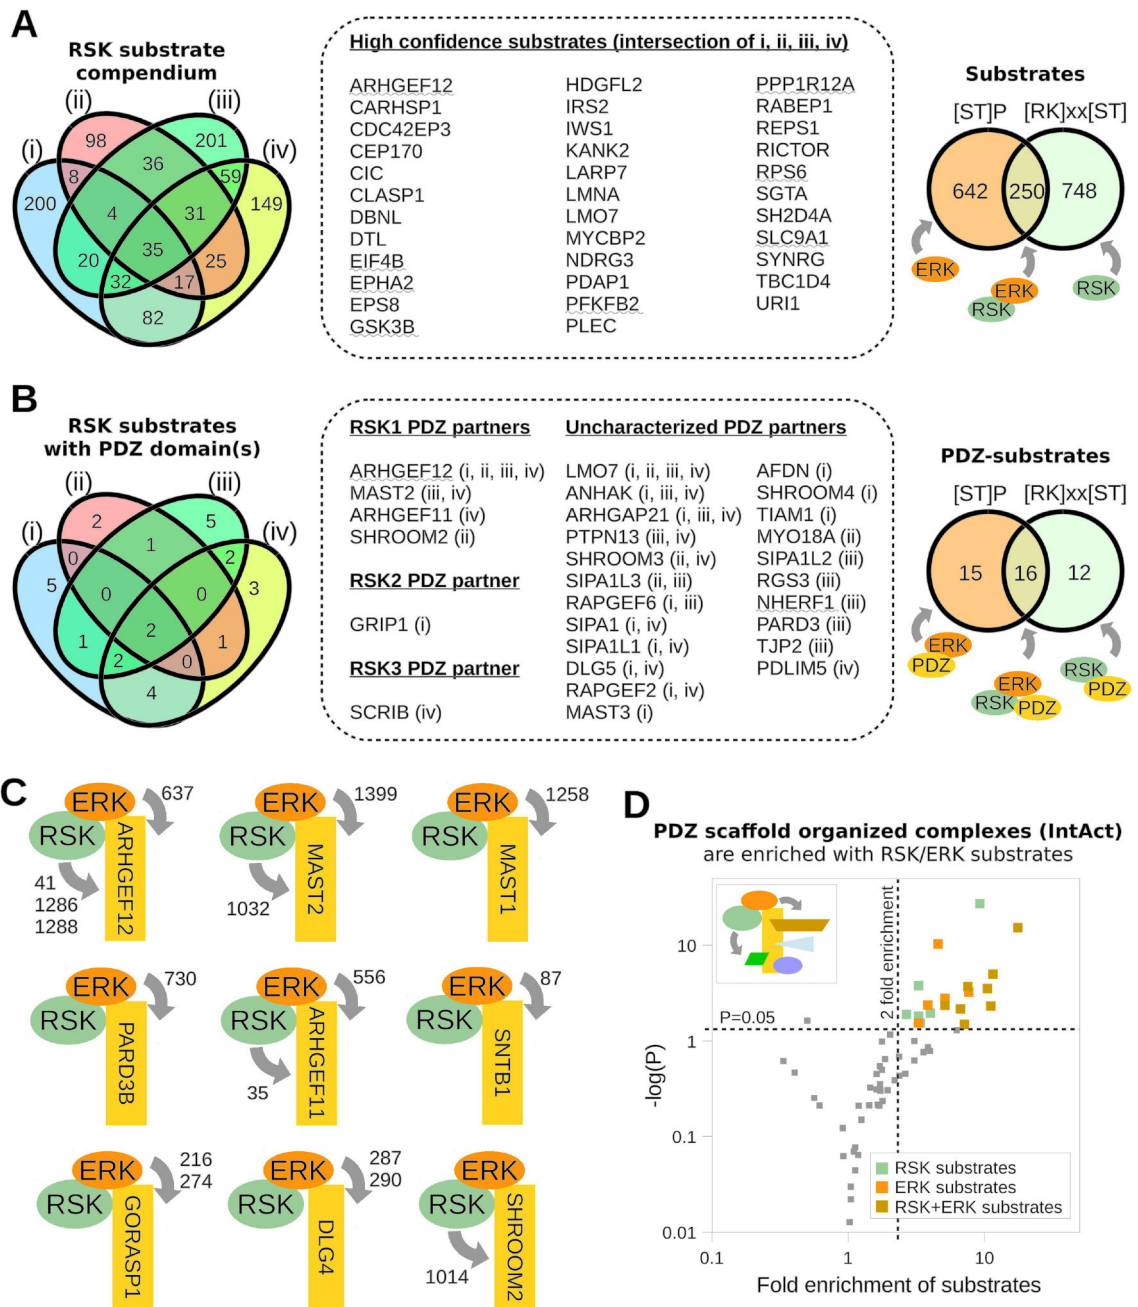 A
RSK substrate
compendium
(ii)
(iii)
(i)
(iv)
98
201
36
8
59
200
149
4
31
35
20
25
32
17
82
High confidence substrates (intersection of i, ii, iii, iv)
ARHGEF12
CARHSP1
CDC42EP3
CEP170
CIC
CLASP1
DBNL
DTL
EIF4B
EPHA2
EPS8
GSK3B
HDGFL2
IRS2
IWS1
KANK2
LARP7
LMNA
LMO7
MYCBP2
NDRG3
PDAP1
PFKFB2
PLEC
PPP1R12A
RABEP1
REPS1
RICTOR
RPS6
SGTA
SH2D4A
SLC9A1
SYNRG
TBC1D4
URI1
Substrates
[ST]P
[RK]xx[ST]
642
250
748
ERK
ERK
RSK
RSK
B
RSK substrates
with PDZ domain(s)
(ii)
(iii)
(i)
(iv)
2
5
1
0
2
5
3
0
0
2
1
1
2
0
4
RSK1 PDZ partners
ARHGEF12 (i, ii, iii, iv)
MAST2 (iii, iv)
ARHGEF11 (iv)
SHROOM2 (ii)
RSK2 PDZ partner
GRIP1 (i)
RSK3 PDZ partner
SCRIB (iv)
Uncharacterized PDZ partners
LMO7 (i, ii, iii, iv)
ANHAK (i, iii, iv)
ARHGAP21 (i, iii, iv)
PTPN13 (iii, iv)
SHROOM3 (ii, iv)
SIPA1L3 (ii, iii)
RAPGEF6 (i, iii)
SIPA1 (i, iv)
SIPA1L1 (i, iv)
DLG5 (i, iv)
RAPGEF2 (i, iv)
MAST3 (i)
AFDN (i)
SHROOM4 (i)
TIAM1 (i)
MYO18A (ii)
SIPA1L2 (iii)
RGS3 (iii)
NHERF1 (iii)
PARD3 (iii)
TJP2 (iii)
PDLIM5 (iv)
PDZ-substrates
[ST]P
[RK]xx[ST]
15
16
12
ERK
PDZ
ERK
RSK
PDZ
RSK
PDZ
C
ERK
RSK
ARHGEF12
637
41
1286
1288
ERK
RSK
MAST2
1399
1032
ERK
RSK
MAST1
1258
ERK
RSK
PARD3B
730
ERK
RSK
ARHGEF11
556
35
ERK
RSK
SNTB1
87
ERK
RSK
GORASP1
216
274
ERK
RSK
DLG4
287
290
ERK
RSK
SHROOM2
1014
D
PDZ scaffold organized complexes (IntAct)
are enriched with RSK/ERK substrates
2 fold enrichment
P=0.05
-log(P)
10
1
0.1
0.01
RSK substrates
ERK substrates
RSK+ERK substrates
0.1
1
10
Fold enrichment of substrates